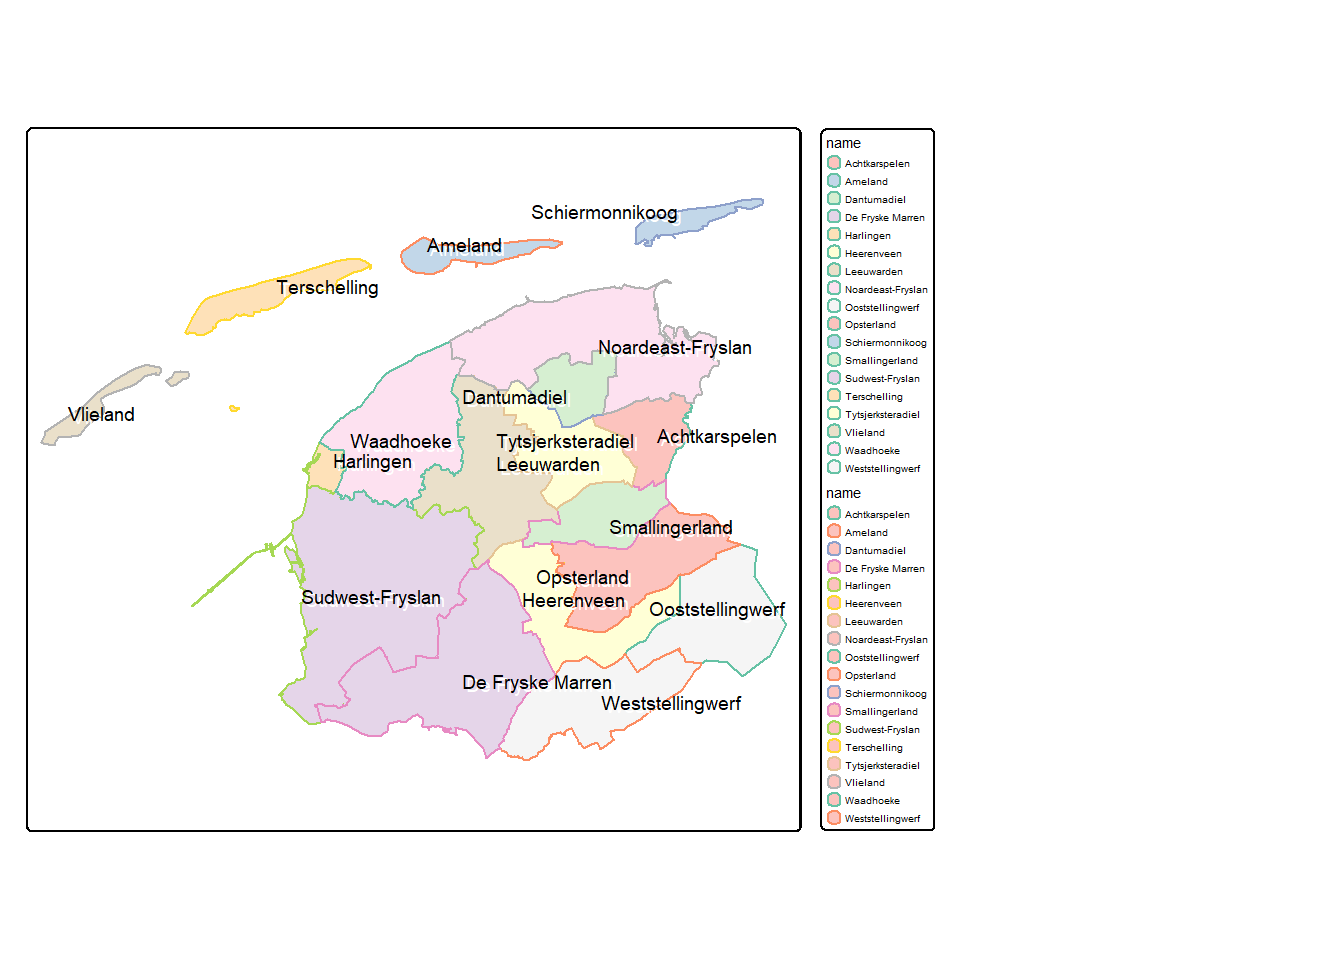 Schiermonnikoog
Ameland
Terschelling
Noardeast-Fryslan
Vlieland
Dantumadiel
Waadhoeke
Tytsjerksteradiel
Achtkarspelen
Harlingen
Leeuwarden
Smallingerland
Opsterland
Sudwest-Fryslan
Heerenveen
Ooststellingwerf
De Fryske Marren
Weststellingwerf
name
Achtkarspelen
Ameland
Dantumadiel
De Fryske Marren
Harlingen
Heerenveen
Leeuwarden
Noardeast-Fryslan
Ooststellingwerf
Opsterland
Schiermonnikoog
Smallingerland
Sudwest-Fryslan
Terschelling
Tytsjerksteradiel
Vlieland
Waadhoeke
Weststellingwerf
name
Achtkarspelen
Ameland
Dantumadiel
De Fryske Marren
Harlingen
Heerenveen
Leeuwarden
Noardeast-Fryslan
Ooststellingwerf
Opsterland
Schiermonnikoog
Smallingerland
Sudwest-Fryslan
Terschelling
Tytsjerksteradiel
Vlieland
Waadhoeke
Weststellingwerf